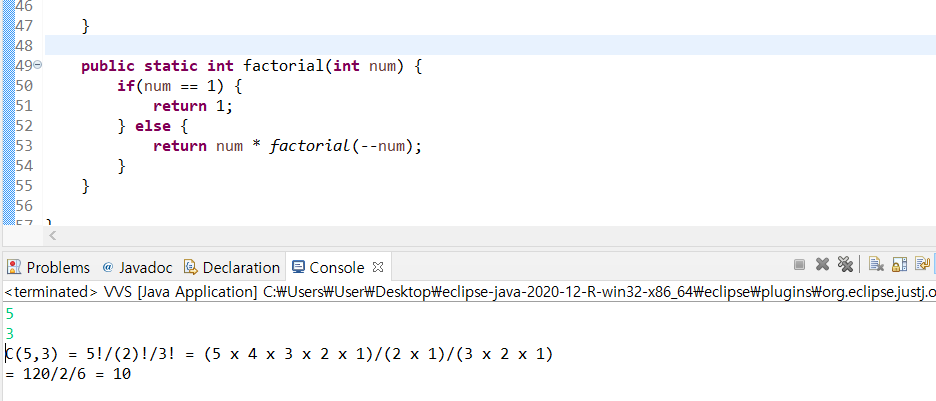 46
47 }
48
49 public static int factorial(int num) {
50 if(num == 1) {
51 return 1;
52 } else {
53 return num * factorial(--num);
54 }
55 }
56
57 }
Problems @ Javadoc Declaration Console
<terminated> VVS [Java Application] C:₩Users₩User₩Desktop₩eclipse-java-2020-12-R-win32-x86_64₩eclipse₩plugins₩org.eclipse.justj.o
5
3
C(5,3) = 5!/(2)!/3! = (5 x 4 x 3 x 2 x 1)/(2 x 1)/(3 x 2 x 1)
= 120/2/6 = 10